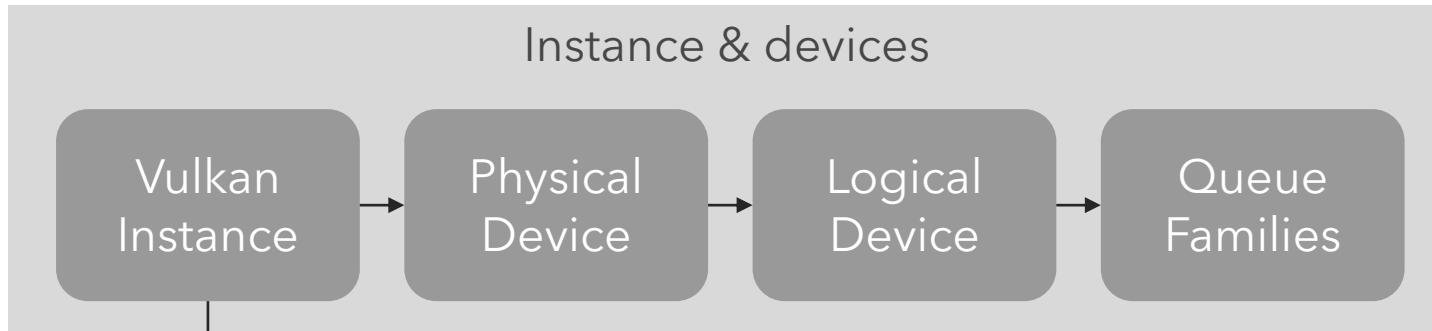 Instance & devices
Vulkan
Instance
Physical
Device
Logical
Device
Queue
Families